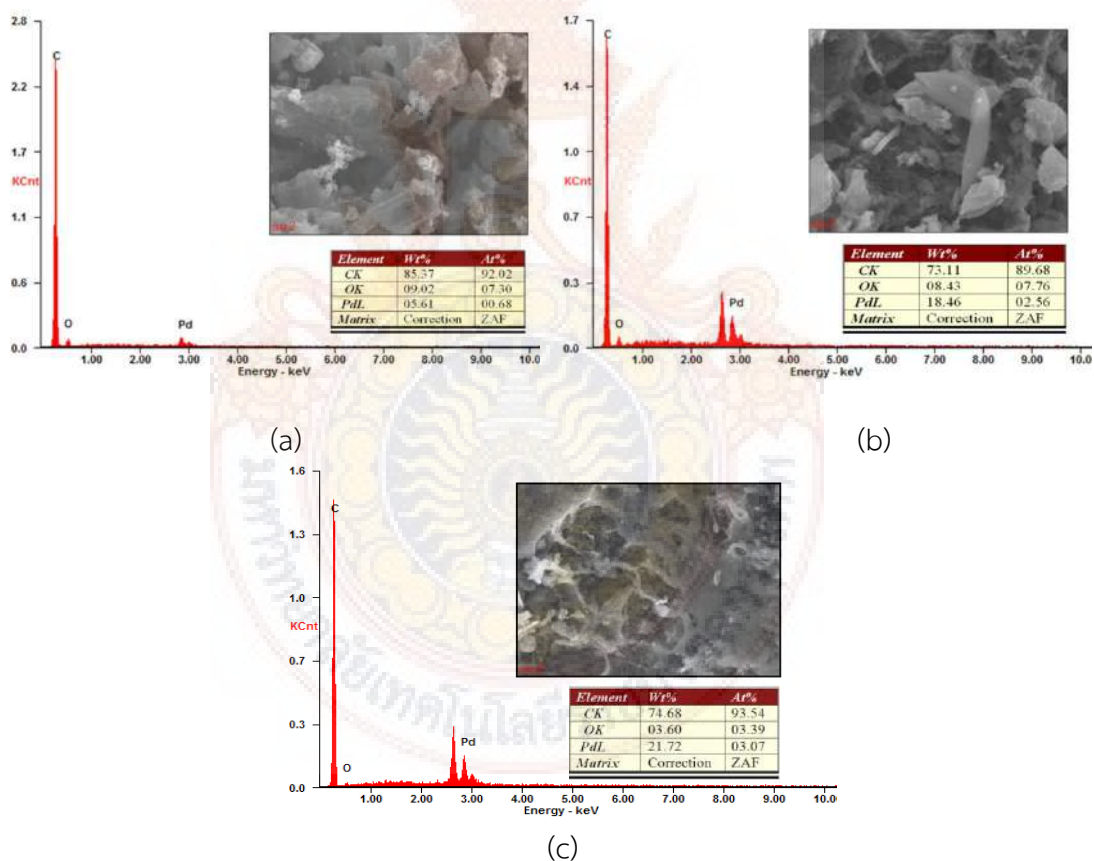 2.8
C
2.2
1.7
KCnt
1.1
0.6
O
Pd
0.0
1.00 2.00 3.00 4.00 5.00 6.00 7.00 8.00 9.00 10.0
Energy - keV
Element Wt% At%
CK 85.37 92.02
OK 09.02 07.30
PdL 05.61 00.68
Matrix Correction ZAF
(a)
1.7
C
1.4
1.0
KCnt
0.7
0.3
O
Pd
0.0
1.00 2.00 3.00 4.00 5.00 6.00 7.00 8.00 9.00 10.0
Energy - keV
Element Wt% At%
CK 73.11 89.68
OK 08.43 07.76
PdL 18.46 02.56
Matrix Correction ZAF
(b)
1.6
C
1.3
1.0
KCnt
0.7
0.3
O
Pd
0.0
1.00 2.00 3.00 4.00 5.00 6.00 7.00 8.00 9.00 10.0
Energy - keV
Element Wt% At%
CK 74.68 93.54
OK 03.60 03.39
PdL 21.72 03.07
Matrix Correction ZAF
(c)